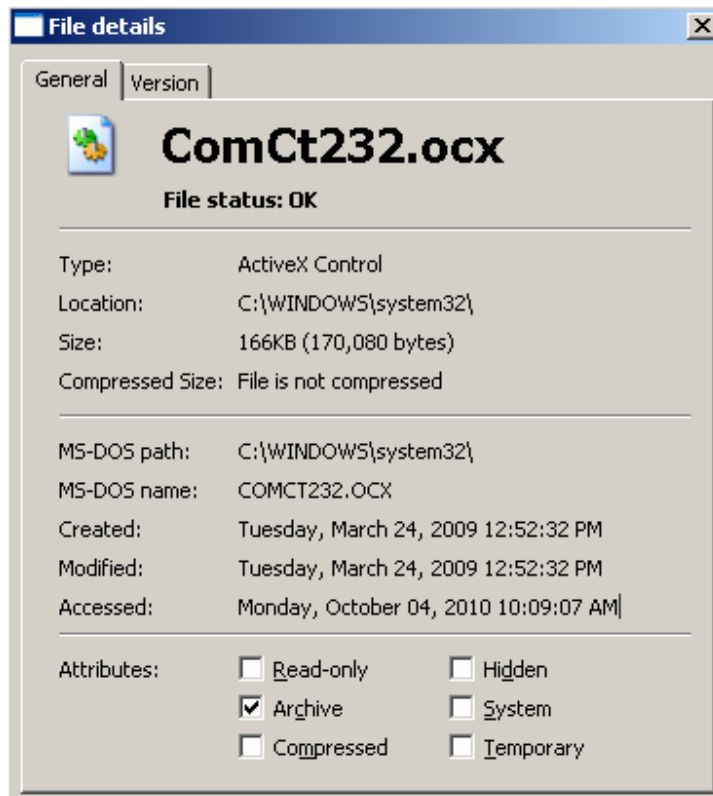 File details
General Version
ComCt232.ocx
File status: OK
Type: ActiveX Control
Location: C:\WINDOWS\system32\
Size: 166KB (170,080 bytes)
Compressed Size: File is not compressed
MS-DOS path: C:\WINDOWS\system32\
MS-DOS name: COMCT232.OCX
Created: Tuesday, March 24, 2009 12:52:32 PM
Modified: Tuesday, March 24, 2009 12:52:32 PM
Accessed: Monday, October 04, 2010 10:09:07 AM
Attributes: Read-only Hidden
Archive System
Compressed Temporary